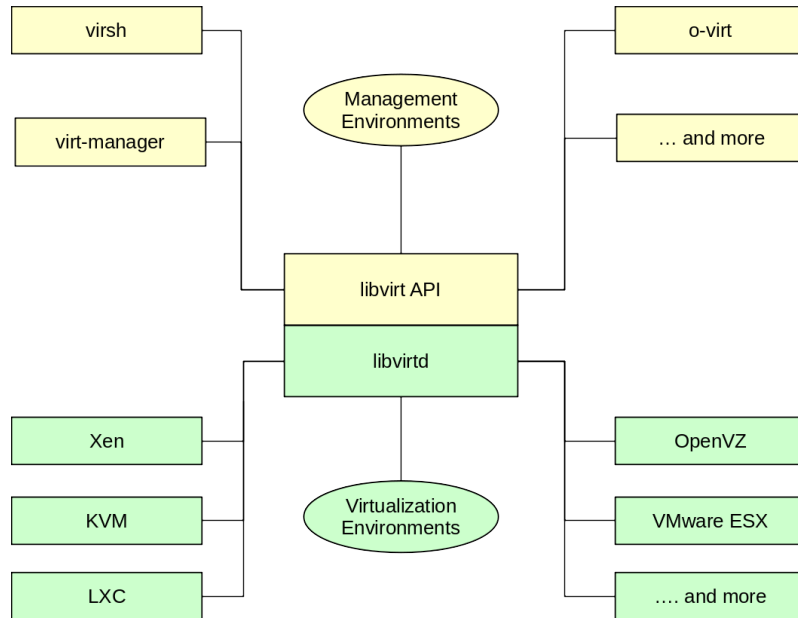 virsh
o-virt
Management
Environments
virt-manager
… and more
libvirt API
libvirtd
Xen
OpenVZ
Virtualization
Environments
KVM
VMware ESX
LXC
.... and more